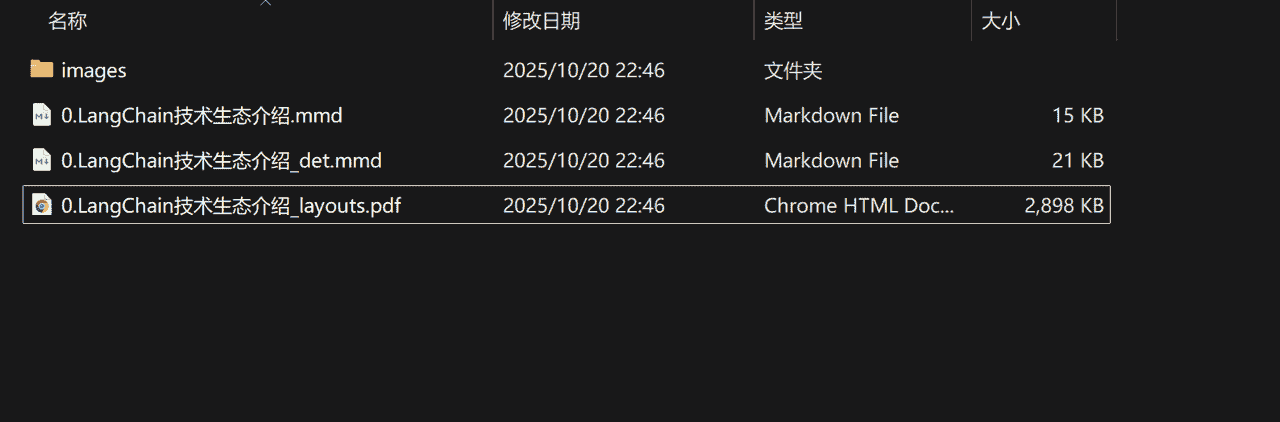 名称 修改日期 类型 大小
images 2025/10/20 22:46 文件夹
0.LangChain技术生态介绍.mmd 2025/10/20 22:46 Markdown File 15 KB
0.LangChain技术生态介绍_det.mmd 2025/10/20 22:46 Markdown File 21 KB
0.LangChain技术生态介绍_layouts.pdf 2025/10/20 22:46 Chrome HTML Doc... 2,898 KB